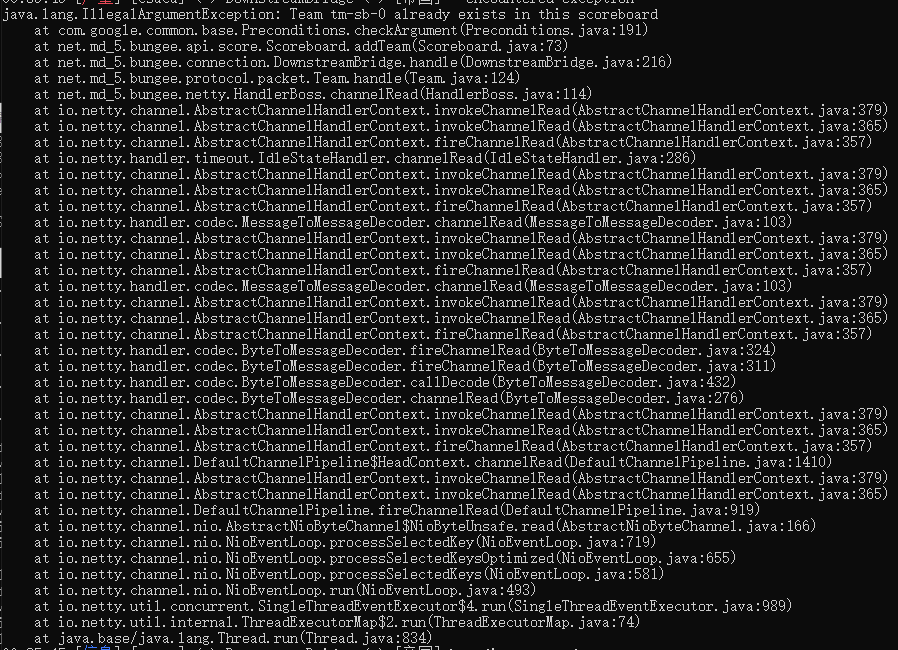 java.lang.IllegalArgumentException: Team tm-sb-0 already exists in this scoreboard
at com.google.common.base.Preconditions.checkArgument(Preconditions.java:191)
at net.md_5.bungee.api.score.Scoreboard.addTeam(Scoreboard.java:73)
at net.md_5.bungee.connection.DownstreamBridge.handle(DownstreamBridge.java:216)
at net.md_5.bungee.protocol.packet.Team.handle(Team.java:124)
at net.md_5.bungee.netty.HandlerBoss.channelRead(HandlerBoss.java:114)
at io.netty.channel.AbstractChannelHandlerContext.invokeChannelRead(AbstractChannelHandlerContext.java:379)
at io.netty.channel.AbstractChannelHandlerContext.invokeChannelRead(AbstractChannelHandlerContext.java:365)
at io.netty.channel.AbstractChannelHandlerContext.fireChannelRead(AbstractChannelHandlerContext.java:357)
at io.netty.handler.timeout.IdleStateHandler.channelRead(IdleStateHandler.java:286)
at io.netty.channel.AbstractChannelHandlerContext.invokeChannelRead(AbstractChannelHandlerContext.java:379)
at io.netty.channel.AbstractChannelHandlerContext.invokeChannelRead(AbstractChannelHandlerContext.java:365)
at io.netty.channel.AbstractChannelHandlerContext.fireChannelRead(AbstractChannelHandlerContext.java:357)
at io.netty.handler.codec.MessageToMessageDecoder.channelRead(MessageToMessageDecoder.java:103)
at io.netty.channel.AbstractChannelHandlerContext.invokeChannelRead(AbstractChannelHandlerContext.java:379)
at io.netty.channel.AbstractChannelHandlerContext.invokeChannelRead(AbstractChannelHandlerContext.java:365)
at io.netty.channel.AbstractChannelHandlerContext.fireChannelRead(AbstractChannelHandlerContext.java:357)
at io.netty.handler.codec.MessageToMessageDecoder.channelRead(MessageToMessageDecoder.java:103)
at io.netty.channel.AbstractChannelHandlerContext.invokeChannelRead(AbstractChannelHandlerContext.java:379)
at io.netty.channel.AbstractChannelHandlerContext.invokeChannelRead(AbstractChannelHandlerContext.java:365)
at io.netty.channel.AbstractChannelHandlerContext.fireChannelRead(AbstractChannelHandlerContext.java:357)
at io.netty.handler.codec.ByteToMessageDecoder.fireChannelRead(ByteToMessageDecoder.java:324)
at io.netty.handler.codec.ByteToMessageDecoder.fireChannelRead(ByteToMessageDecoder.java:311)
at io.netty.handler.codec.ByteToMessageDecoder.callDecode(ByteToMessageDecoder.java:432)
at io.netty.handler.codec.ByteToMessageDecoder.channelRead(ByteToMessageDecoder.java:276)
at io.netty.channel.AbstractChannelHandlerContext.invokeChannelRead(AbstractChannelHandlerContext.java:379)
at io.netty.channel.AbstractChannelHandlerContext.invokeChannelRead(AbstractChannelHandlerContext.java:365)
at io.netty.channel.AbstractChannelHandlerContext.fireChannelRead(AbstractChannelHandlerContext.java:357)
at io.netty.channel.DefaultChannelPipeline$HeadContext.channelRead(DefaultChannelPipeline.java:1410)
at io.netty.channel.AbstractChannelHandlerContext.invokeChannelRead(AbstractChannelHandlerContext.java:379)
at io.netty.channel.AbstractChannelHandlerContext.invokeChannelRead(AbstractChannelHandlerContext.java:365)
at io.netty.channel.DefaultChannelPipeline.fireChannelRead(DefaultChannelPipeline.java:919)
at io.netty.channel.nio.AbstractNioByteChannel$NioByteUnsafe.read(AbstractNioByteChannel.java:166)
at io.netty.channel.nio.NioEventLoop.processSelectedKey(NioEventLoop.java:719)
at io.netty.channel.nio.NioEventLoop.processSelectedKeysOptimized(NioEventLoop.java:655)
at io.netty.channel.nio.NioEventLoop.processSelectedKeys(NioEventLoop.java:581)
at io.netty.channel.nio.NioEventLoop.run(NioEventLoop.java:493)
at io.netty.util.concurrent.SingleThreadEventExecutor$4.run(SingleThreadEventExecutor.java:989)
at io.netty.util.internal.ThreadExecutorMap$2.run(ThreadExecutorMap.java:74)
at java.base/java.lang.Thread.run(Thread.java:834)